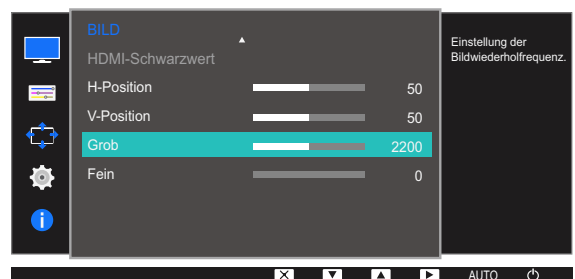 BILD
HDMI-Schwarzwert
H-Position 50
V-Position 50
Grob 2200
Fein 0
Einstellung der
Bildwiederholfrequenz.
AUTO